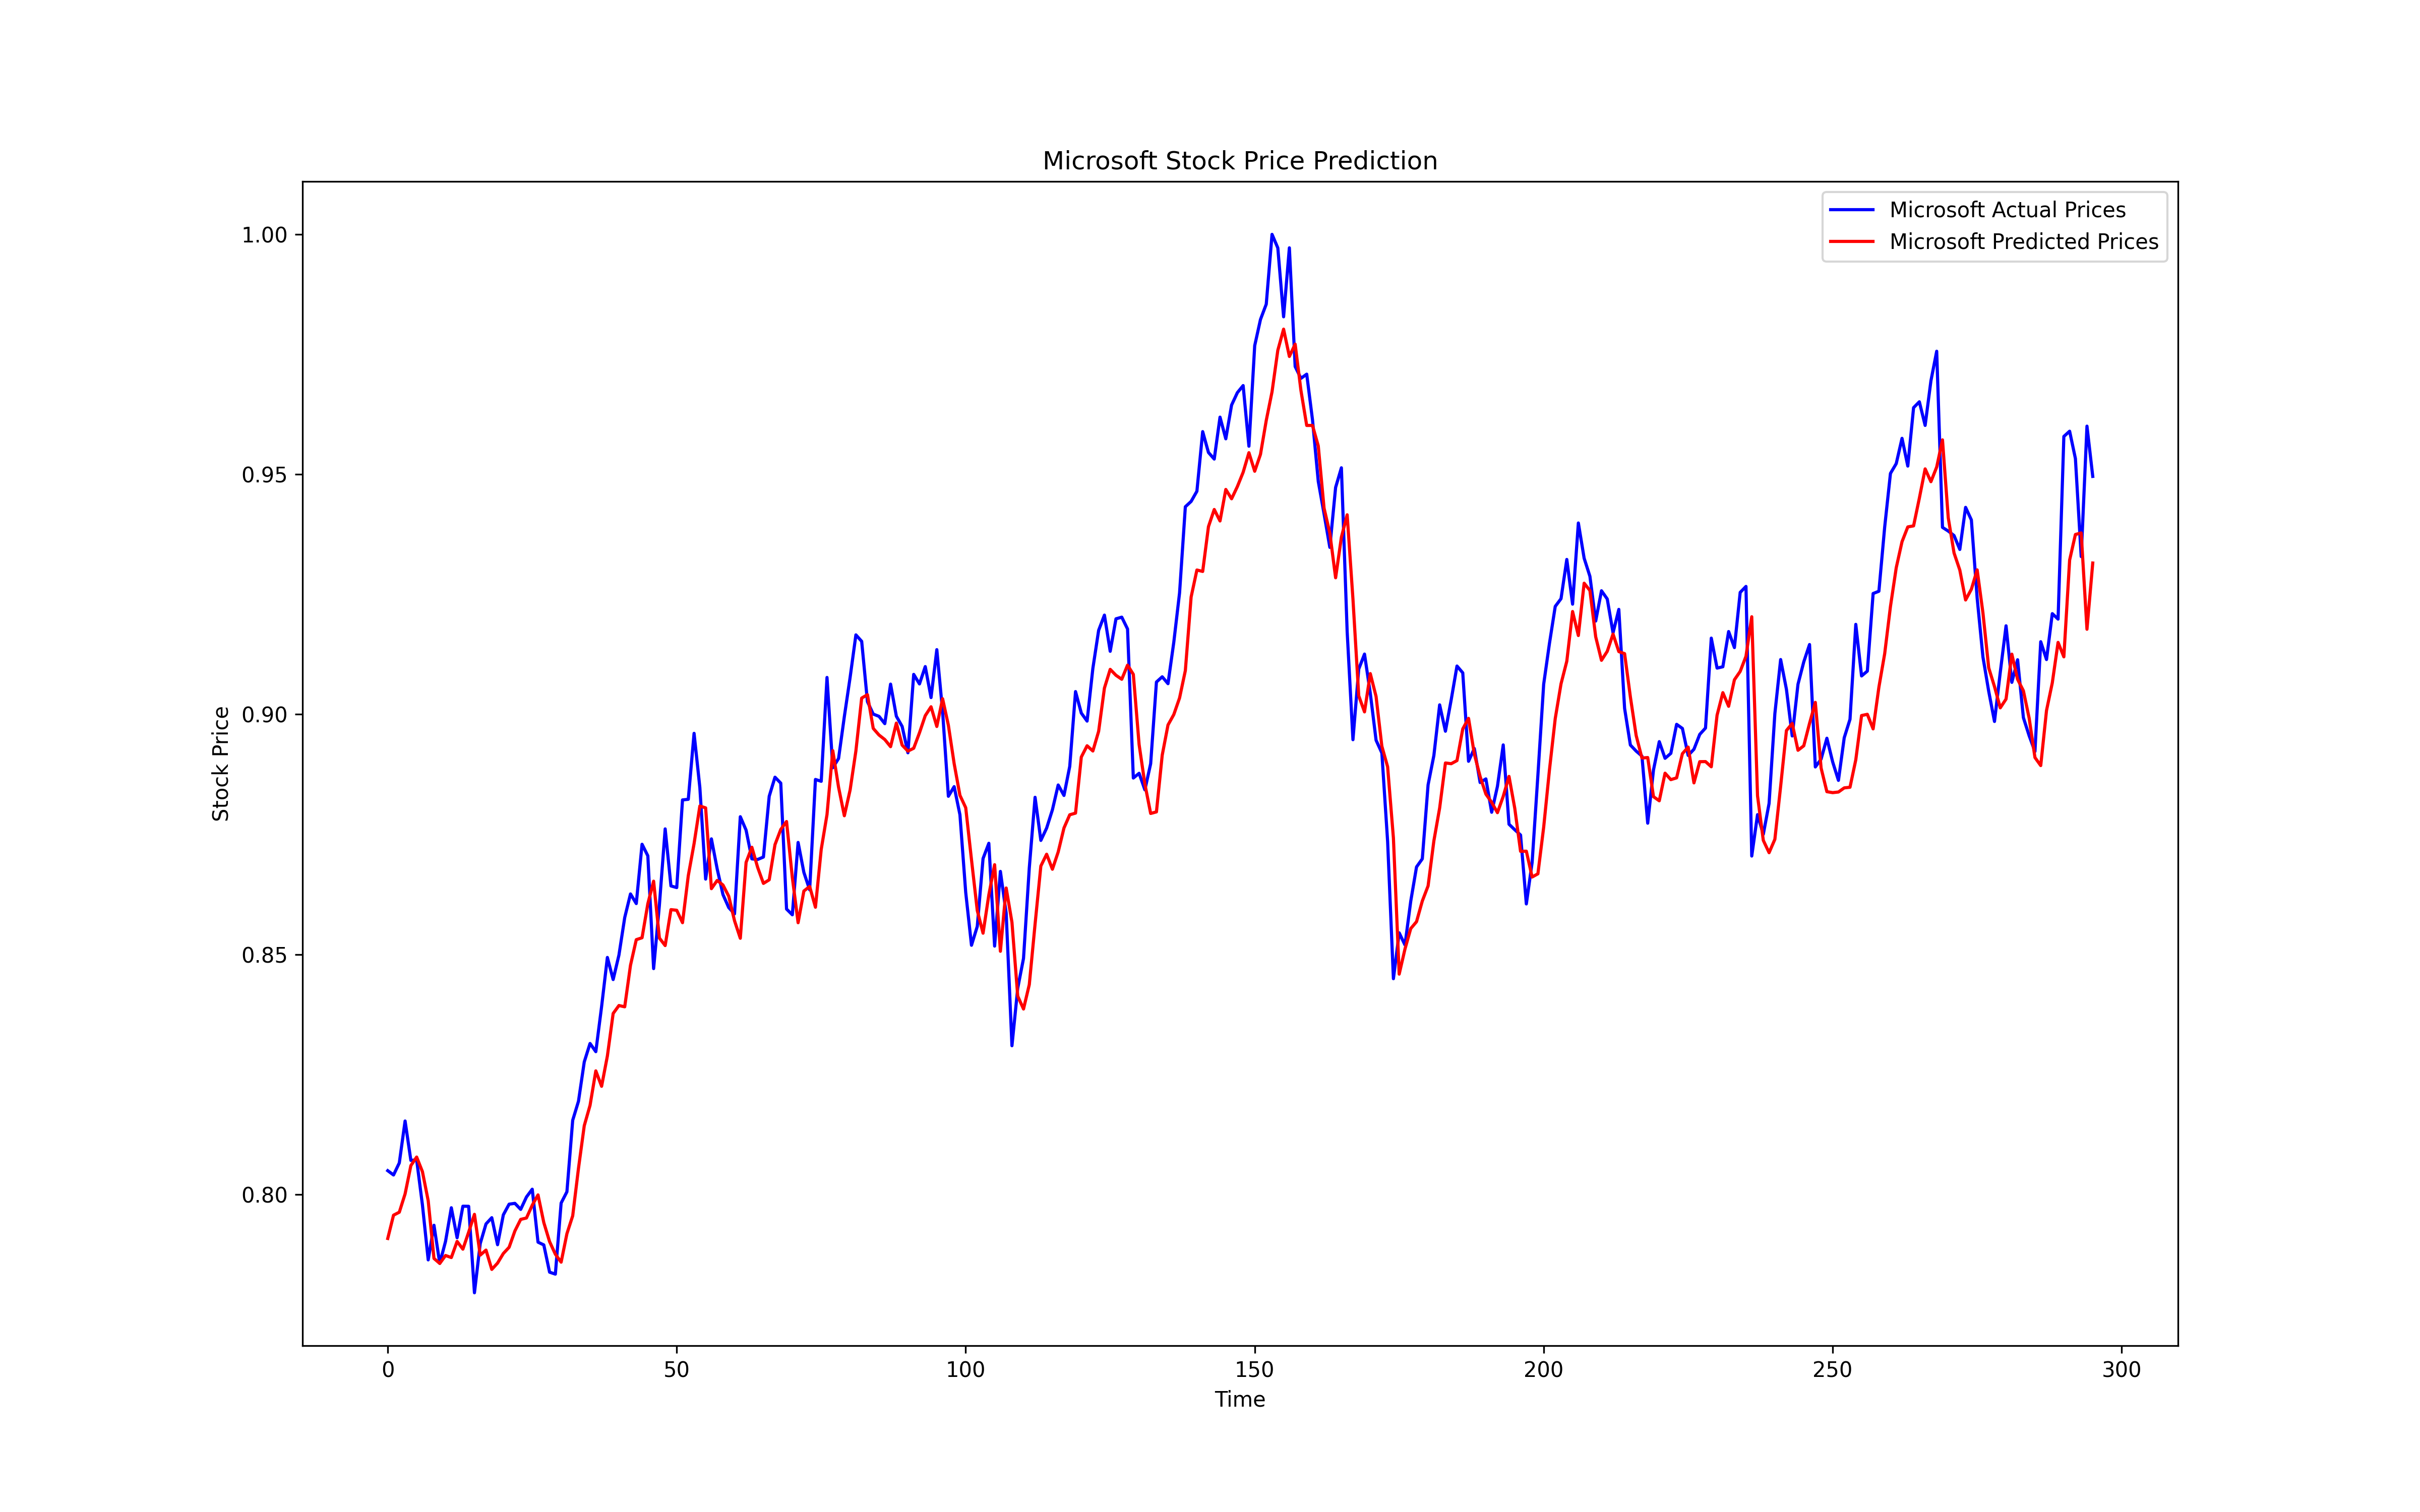 Microsoft Stock Price Prediction
Microsoft Actual Prices
Microsoft Predicted Prices
1.00
0.95
0.90
0.85
0.80
Stock Price
0 50 100 150 200 250 300
Time